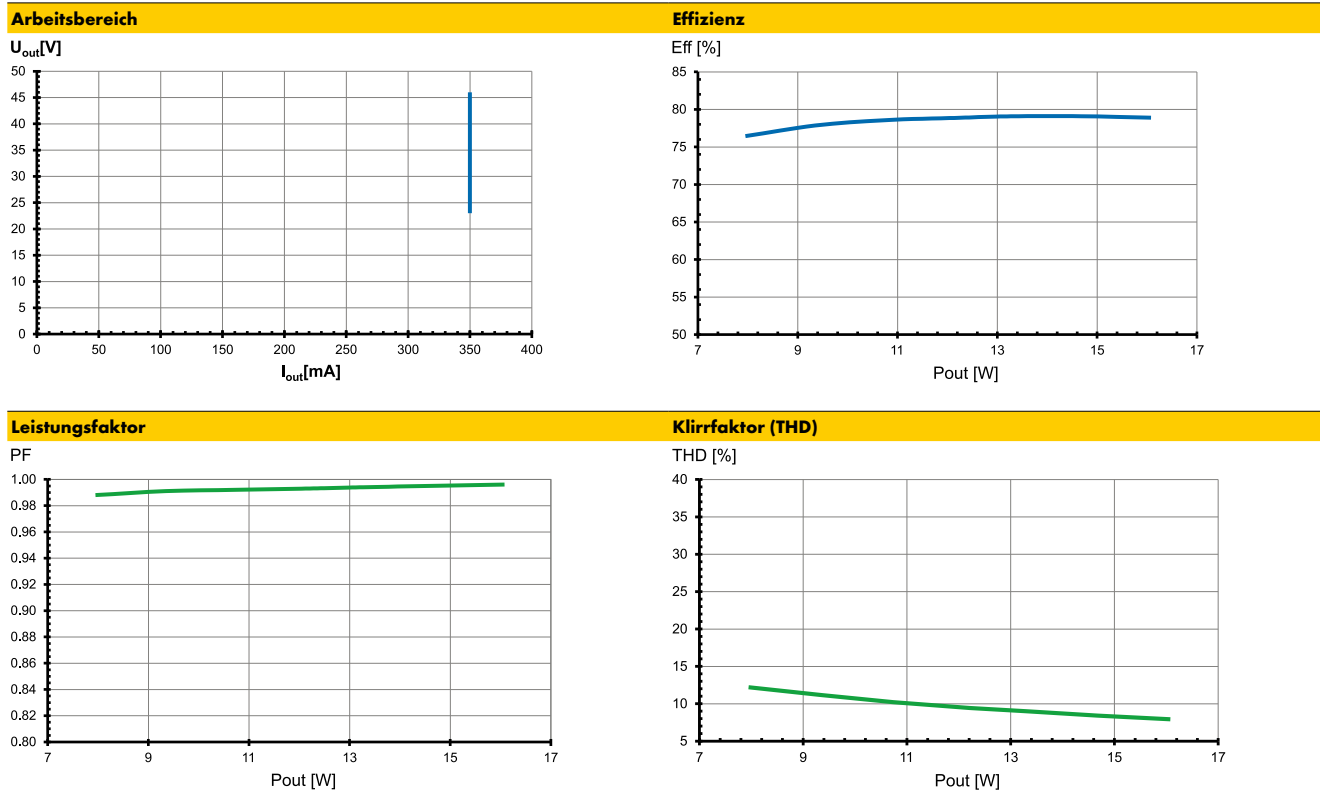 Arbeitsbereich
U_out[V]
50
45
40
35
30
25
20
15
10
5
0
0 50 100 150 200 250 300 350 400
I_out[mA]
Effizienz
Eff [%]
85
80
75
70
65
60
55
50
7 9 11 13 15 17
Pout [W]
Leistungsfaktor
PF
1.00
0.98
0.96
0.94
0.92
0.90
0.88
0.86
0.84
0.82
0.80
7 9 11 13 15 17
Pout [W]
Klirrfaktor (THD)
THD [%]
40
35
30
25
20
15
10
5
7 9 11 13 15 17
Pout [W]